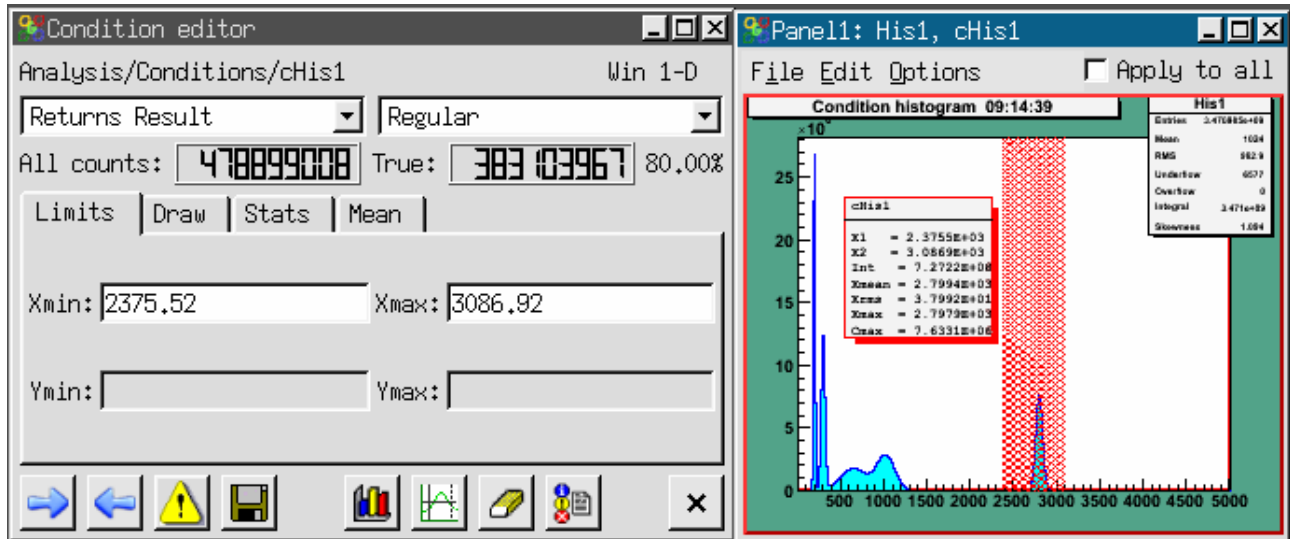 Condition editor
Analysis/Conditions/cHis1 Win 1-D
Returns Result Regular
All counts: 478899008 True: 383103967 80.00%
Limits Draw Stats Mean
Xmin: 2375.52 Xmax: 3086.92
Ymin: Ymax:
Panel1: His1, cHis1
File Edit Options Apply to all
Condition histogram 09:14:39
His1
Entries
Mean 1024
RMS 982.9
Underflow 6577
Overflow 0
Integral 3.471e+09
Skewness 1.094
×10⁶
25
20
15
10
5
0
cHis1
X1 = 2.3755E+03
X2 = 3.0869E+03
Int = 7.2722E+08
Xmean = 2.7994E+03
Xrms = 3.7992E+01
Xmax = 2.7979E+03
Cmax = 7.6331E+06
500 1000 1500 2000 2500 3000 3500 4000 4500 5000